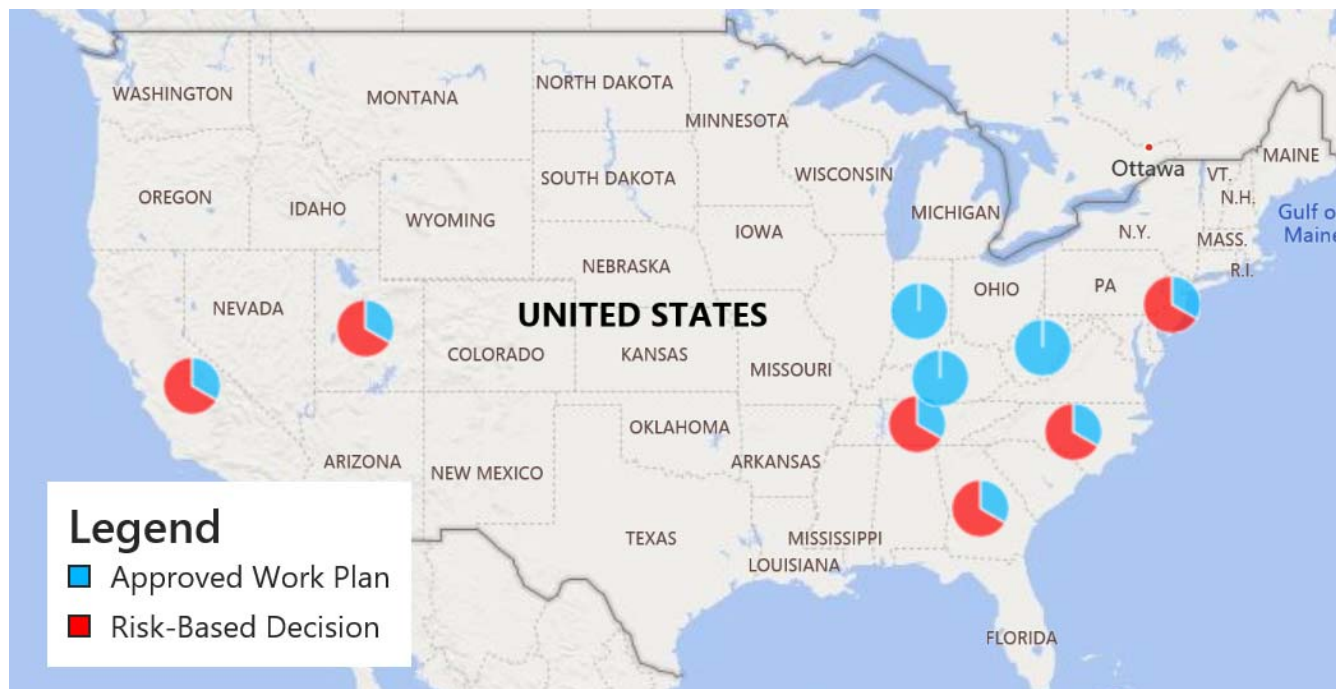 WASHINGTON
MONTANA
NORTH DAKOTA
MINNESOTA
OREGON
IDAHO
WYOMING
SOUTH DAKOTA
WISCONSIN
MICHIGAN
Ottawa
MAINE
VT.
N.H.
N.Y.
MASS.
R.I.
Gulf o
Maine
NEVADA
NEBRASKA
IOWA
UNITED STATES
OHIO
PA
COLORADO
KANSAS
MISSOURI
ARIZONA
NEW MEXICO
OKLAHOMA
ARKANSAS
TEXAS
MISSISSIPPI
LOUISIANA
FLORIDA
Legend
Approved Work Plan
Risk-Based Decision